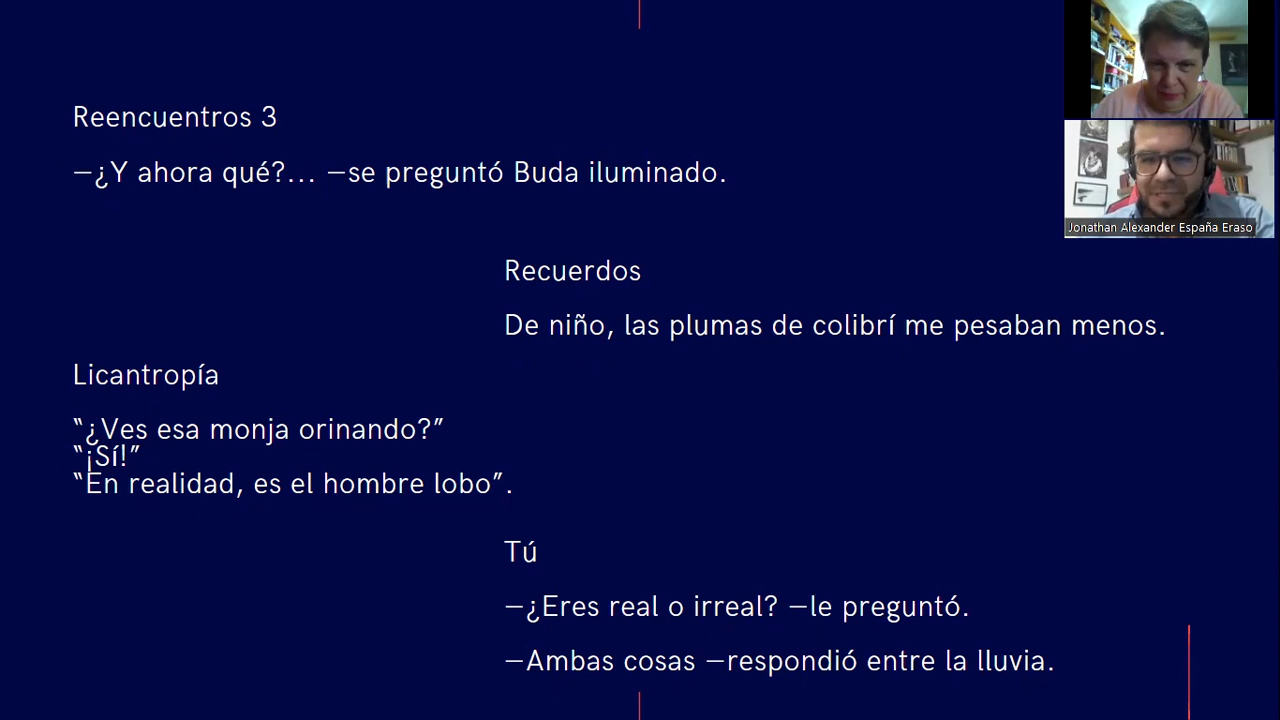 Reencuentros 3
—¿Y ahora qué?... —se preguntó Buda iluminado.
Recuerdos
De niño, las plumas de colibrí me pesaban menos.
Licantropía
“¿Ves esa monja orinando?”
“¡Sí!”
“En realidad, es el hombre lobo”.
Tú
—¿Eres real o irreal? —le preguntó.
—Ambas cosas —respondió entre la lluvia.
Jonathan Alexander España Eraso